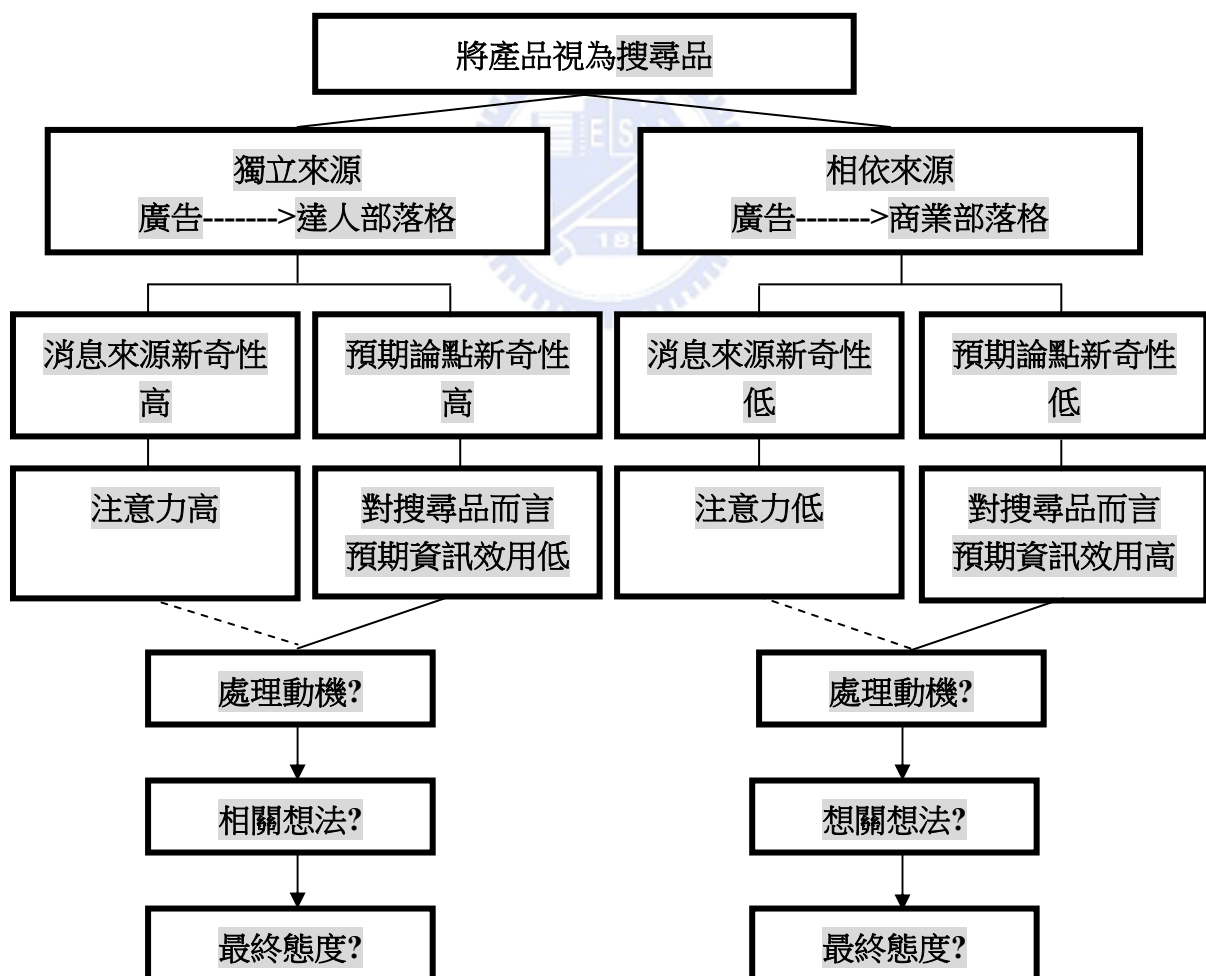 將產品視為搜尋品
獨立來源
廣告------->達人部落格
相依來源
廣告------->商業部落格
消息來源新奇性
高
預期論點新奇性
高
消息來源新奇性
低
預期論點新奇性
低
注意力高
對搜尋品而言
預期資訊效用低
注意力低
對搜尋品而言
預期資訊效用高
處理動機?
處理動機?
相關想法?
想關想法?
最終態度?
最終態度?